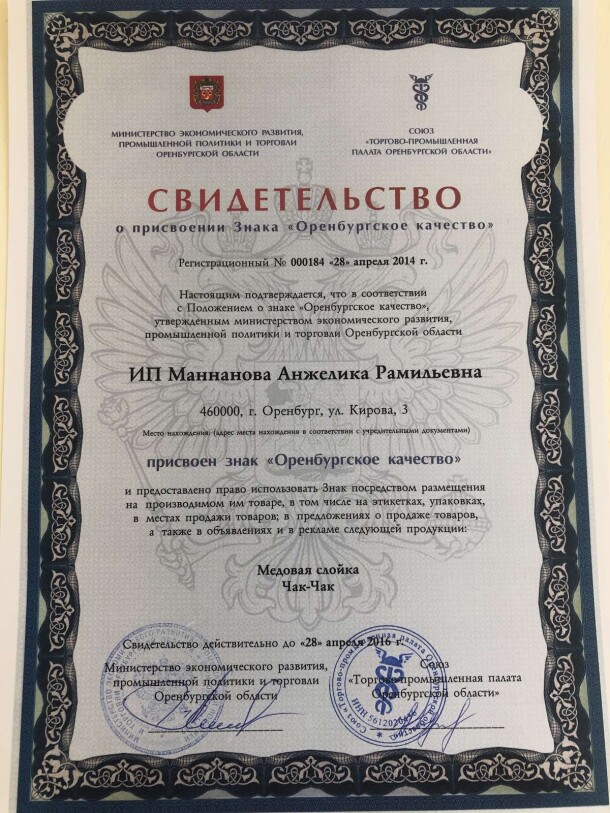 МИНИСТЕРСТВО ЭКОНОМИЧЕСКОГО РАЗВИТИЯ,
ПРОМЫШЛЕННОЙ ПОЛИТИКИ И ТОРГОВЛИ
ОРЕНБУРГСКОЙ ОБЛАСТИ
СОЮЗ
«ТОРГОВО-ПРОМЫШЛЕННАЯ
ПАЛАТА ОРЕНБУРГСКОЙ ОБЛАСТИ»
СВИДЕТЕЛЬСТВО
о присвоении Знака «Оренбургское качество»
Регистрационный № 000184 «28» апреля 2014 г.
Настоящим подтверждается, что в соответствии
с Положением о знаке «Оренбургское качество»,
утвержденным министерством экономического развития,
промышленной политики и торговли Оренбургской области
ИП Маннанова Анжелика Рамильевна
460000, г. Оренбург, ул. Кирова, 3
Место нахождения: (адрес места нахождения в соответствии с учредительными документами)
присвоен знак «Оренбургское качество»
и предоставлено право использовать Знак посредством размещения
на производимом им товаре, в том числе на этикетках, упаковках,
в местах продажи товаров; в предложениях о продаже товаров,
а также в объявлениях и в рекламе следующей продукции:
Медовая слойка
Чак-Чак
Свидетельство действительно до «28» апреля 2016 г.
Министерство экономического развития,
промышленной политики и торговли
Оренбургской области
Союз
«Торгово-промышленная палата
Оренбургской области»